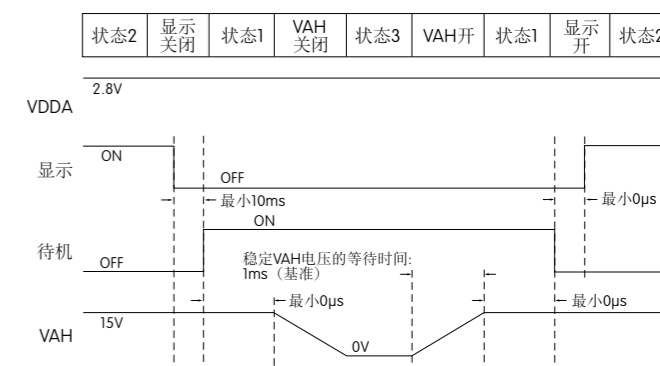 状态2
显示
关闭
状态1
VAH
关闭
状态3
VAH开
状态1
显示
开
状态2
2.8V
VDDA
ON
显示
OFF
最小10ms
最小0μs
ON
待机
OFF
稳定VAH电压的等待时间:
1ms（基准）
最小0μs
最小0μs
15V
VAH
0V